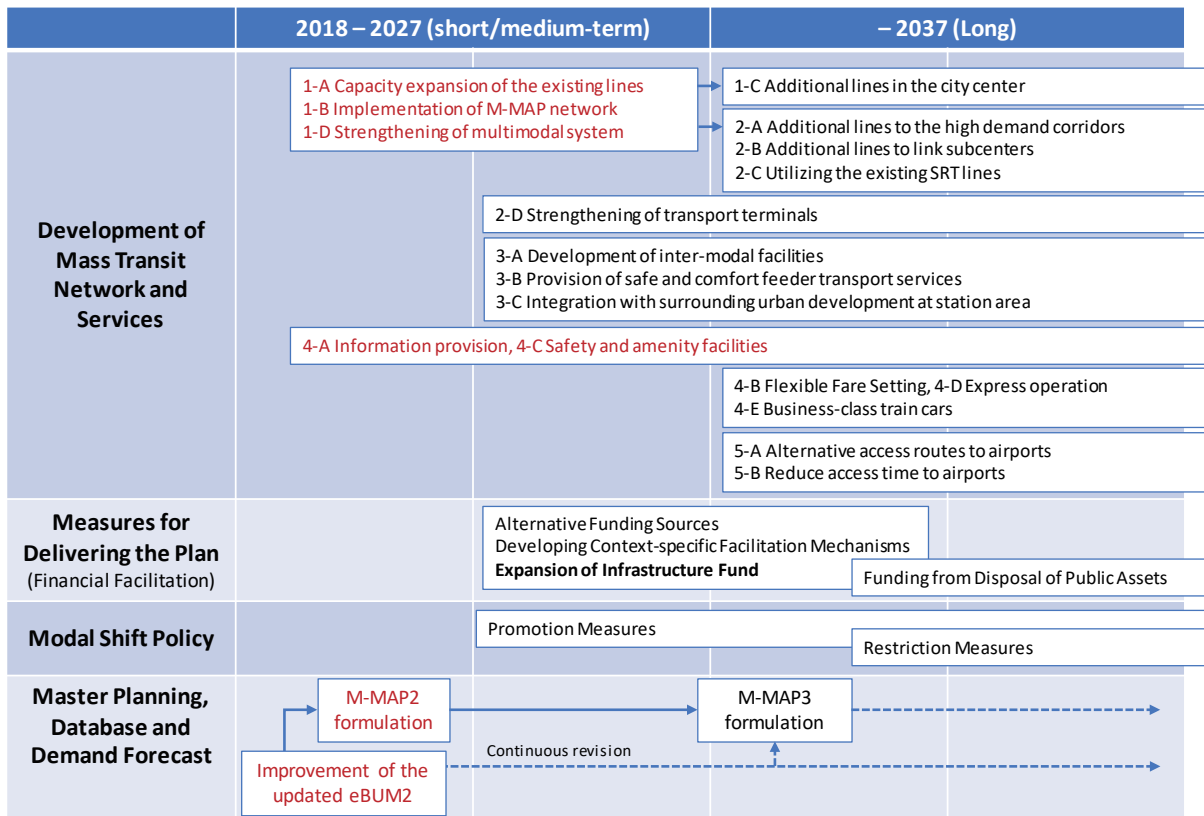 2018 – 2027 (short/medium-term)
– 2037 (Long)
Development of
Mass Transit
Network and
Services
1-A Capacity expansion of the existing lines
1-B Implementation of M-MAP network
1-D Strengthening of multimodal system
1-C Additional lines in the city center
2-A Additional lines to the high demand corridors
2-B Additional lines to link subcenters
2-C Utilizing the existing SRT lines
2-D Strengthening of transport terminals
3-A Development of inter-modal facilities
3-B Provision of safe and comfort feeder transport services
3-C Integration with surrounding urban development at station area
4-A Information provision, 4-C Safety and amenity facilities
4-B Flexible Fare Setting, 4-D Express operation
4-E Business-class train cars
5-A Alternative access routes to airports
5-B Reduce access time to airports
Measures for
Delivering the Plan
(Financial Facilitation)
Alternative Funding Sources
Developing Context-specific Facilitation Mechanisms
Expansion of Infrastructure Fund
Funding from Disposal of Public Assets
Modal Shift Policy
Promotion Measures
Restriction Measures
Master Planning,
Database and
Demand Forecast
M-MAP2
formulation
M-MAP3
formulation
Continuous revision
Improvement of the
updated eBUM2